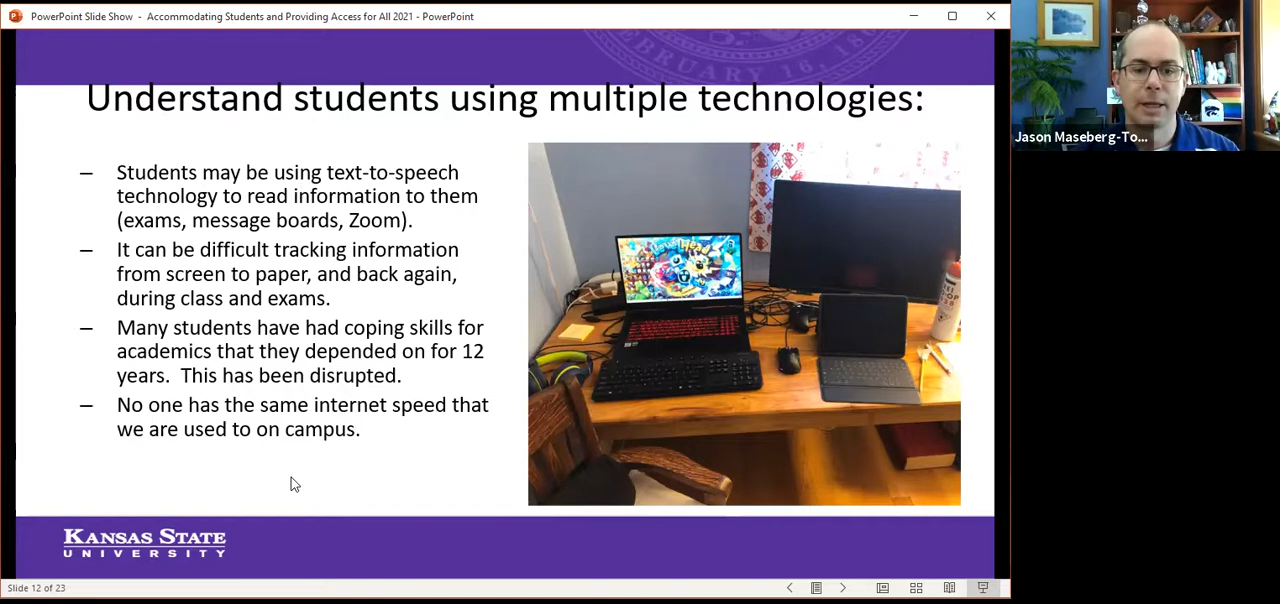 PowerPoint Slide Show - Accommodating Students and Providing Access for All 2021 - PowerPoint
FEBRUARY 16, 186
Understand students using multiple technologies:
– Students may be using text-to-speech
technology to read information to them
(exams, message boards, Zoom).
– It can be difficult tracking information
from screen to paper, and back again,
during class and exams.
– Many students have had coping skills for
academics that they depended on for 12
years. This has been disrupted.
– No one has the same internet speed that
we are used to on campus.
KANSAS STATE
UNIVERSITY
Slide 12 of 23
Jason Maseberg-To...